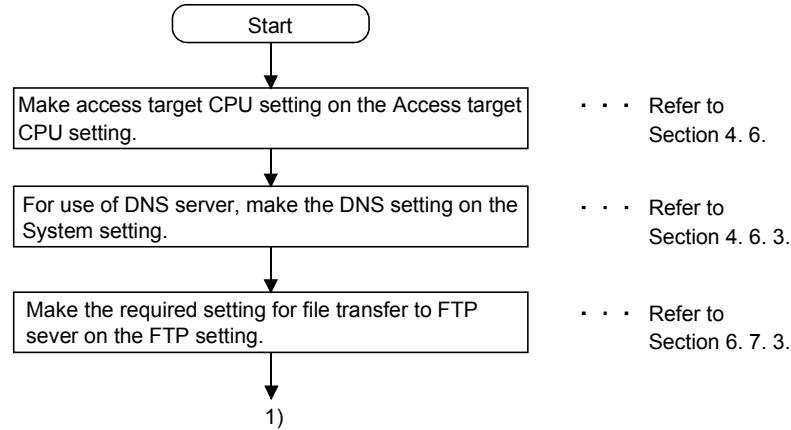 Start
Make access target CPU setting on the Access target
CPU setting.
· · · Refer to
Section 4. 6.
For use of DNS server, make the DNS setting on the
System setting.
· · · Refer to
Section 4. 6. 3.
Make the required setting for file transfer to FTP
sever on the FTP setting.
· · · Refer to
Section 6. 7. 3.
1)